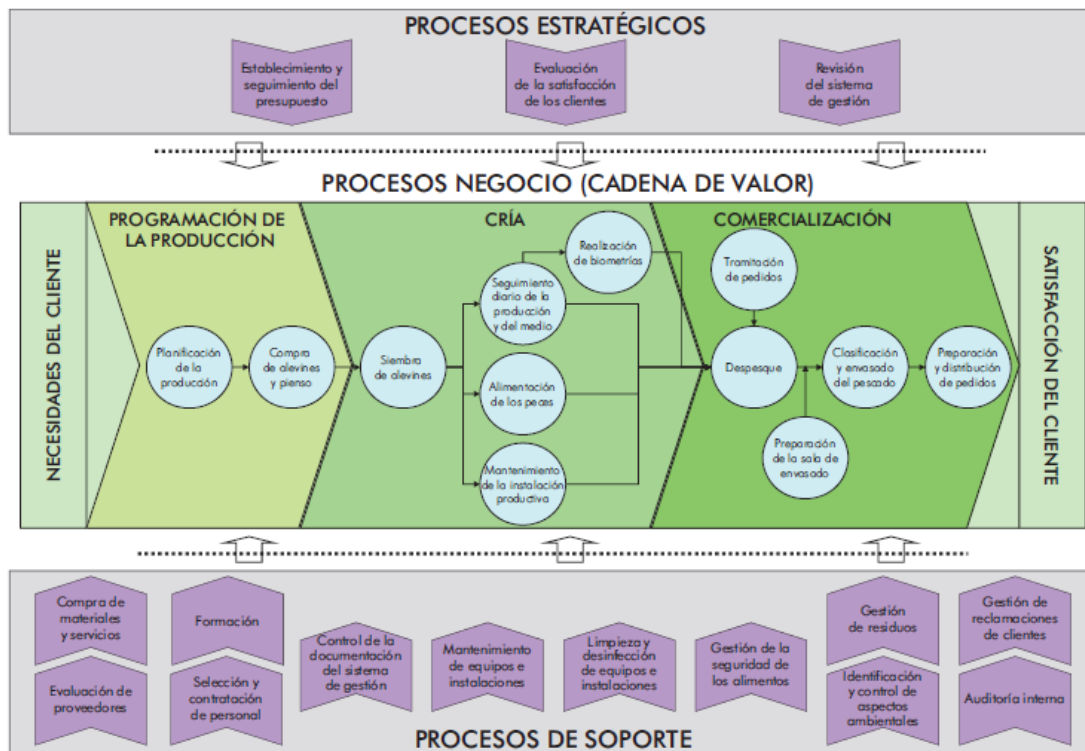 PROCESOS ESTRATÉGICOS
Establecimiento y
seguimiento del
presupuesto
Evaluación
de la satisfacción
de los clientes
Revisión
del sistema
de gestión
PROCESOS NEGOCIO (CADENA DE VALOR)
NECESIDADES DEL CLIENTE
PROGRAMACIÓN DE
LA PRODUCCIÓN
Planificación
de la
producción
Compra
de alevines
y pienso
CRÍA
Siembra
de alevines
Realización
de biometrías
Seguimiento
diario de la
producción
y del medio
Alimentación
de los peces
Mantenimiento
de la instalación
productiva
COMERCIALIZACIÓN
Tramitación
de pedidos
Despesque
Clasificación
y envasado
del pescado
Preparación
y distribución
de pedidos
Preparación
de la sala de
envasado
SATISFACCIÓN DEL CLIENTE
Compra de
materiales
y servicios
Formación
Evaluación de
proveedores
Selección y
contratación
de personal
Control de la
documentación
del sistema de
gestión
Mantenimiento
de equipos e
instalaciones
Limpieza y
desinfección
de equipos e
instalaciones
Gestión de la
seguridad de
los alimentos
Gestión
de residuos
Gestión de
reclamaciones
de clientes
Identificación
y control de
aspectos
ambientales
Auditoría interna
PROCESOS DE SOPORTE